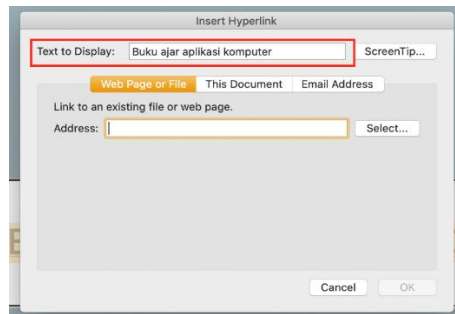 Insert Hyperlink
Text to Display: Buku ajar aplikasi komputer ScreenTip...
Web Page or File This Document Email Address
Link to an existing file or web page.
Address: Select...
Cancel OK